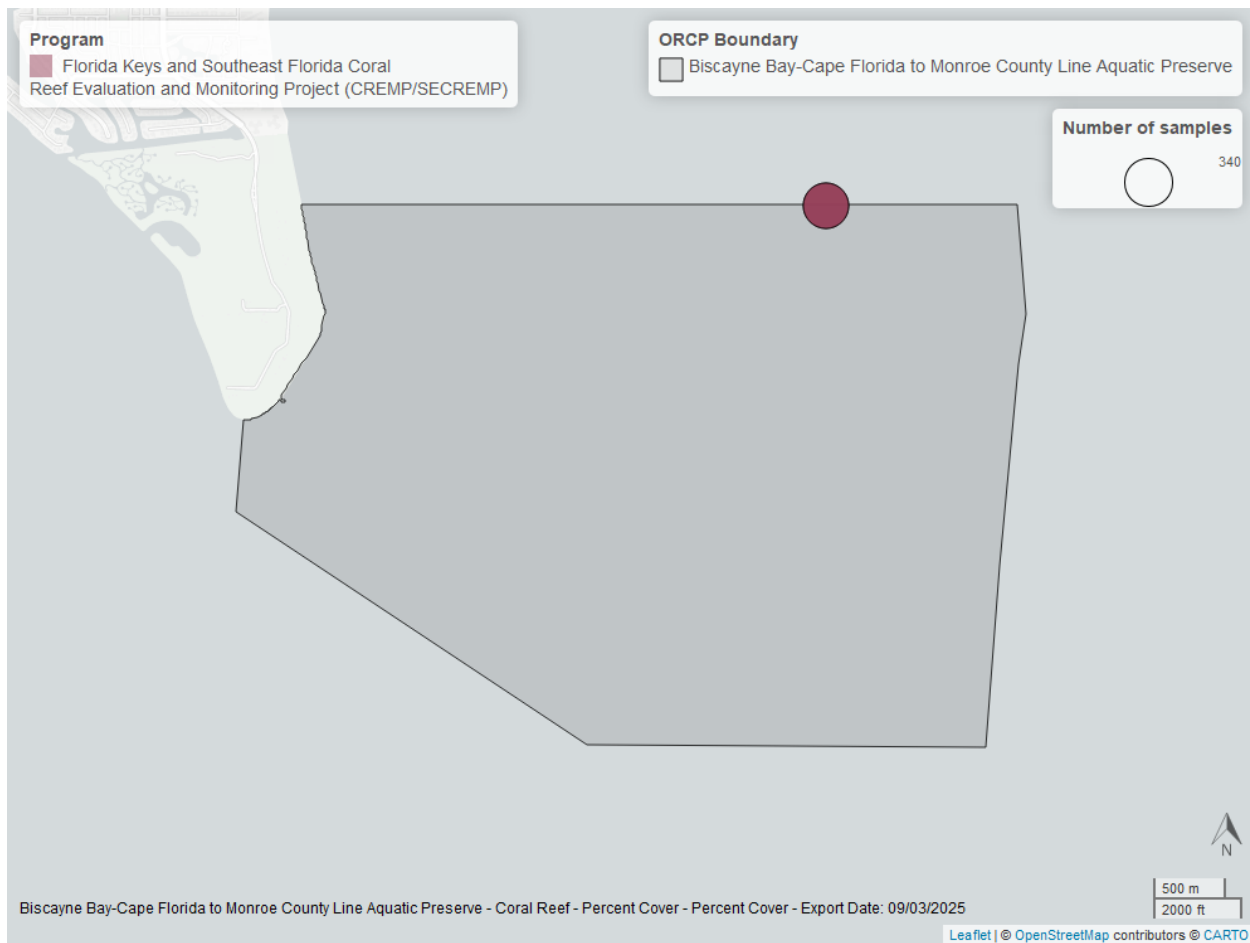 Program
Florida Keys and Southeast Florida Coral
Reef Evaluation and Monitoring Project (CREMP/SECREMP)
ORCP Boundary
Biscayne Bay-Cape Florida to Monroe County Line Aquatic Preserve
Number of samples
340
N
500 m
2000 ft
Biscayne Bay-Cape Florida to Monroe County Line Aquatic Preserve - Coral Reef - Percent Cover - Percent Cover - Export Date: 09/03/2025
Leaflet | © OpenStreetMap contributors © CARTO